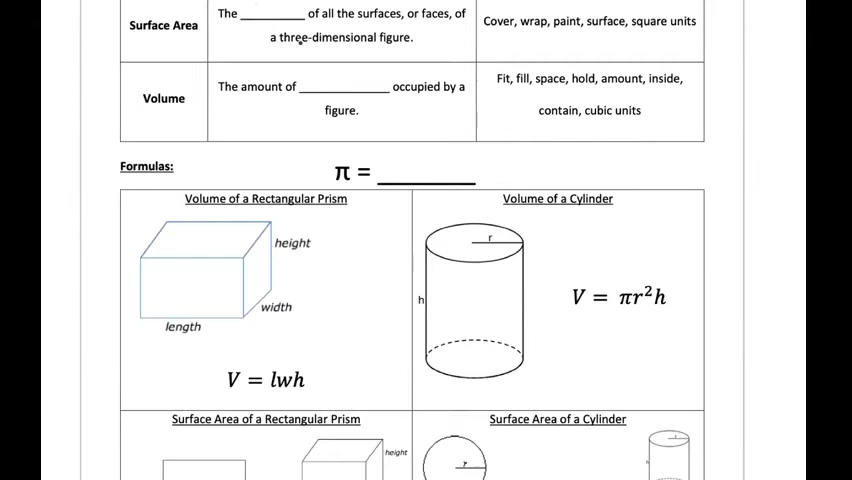 Surface Area
The __________ of all the surfaces, or faces, of
a three-dimensional figure.
Cover, wrap, paint, surface, square units
Volume
The amount of ______________ occupied by a
figure.
Fit, fill, space, hold, amount, inside,
contain, cubic units
Formulas:
π = ________
Volume of a Rectangular Prism
height
width
length
V = lwh
Volume of a Cylinder
r
h
V = πr²h
Surface Area of a Rectangular Prism
height
Surface Area of a Cylinder
r